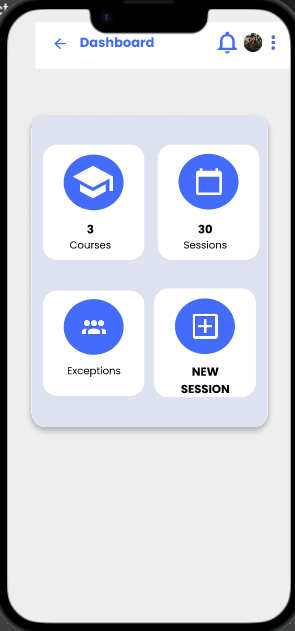 Dashboard
3
Courses
30
Sessions
Exceptions
NEW
SESSION